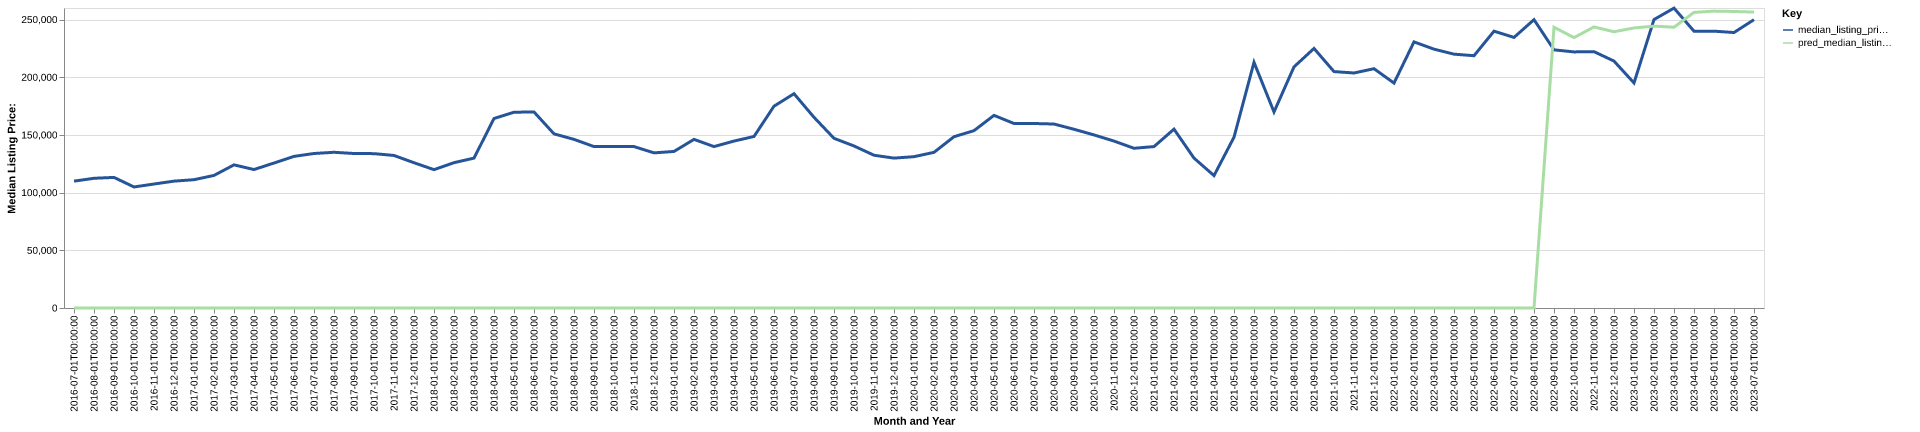 250,000
200,000
150,000
100,000
50,000
0
Median Listing Price:
2016-07-01T00:00:00
2016-08-01T00:00:00
2016-09-01T00:00:00
2016-10-01T00:00:00
2016-11-01T00:00:00
2016-12-01T00:00:00
2017-01-01T00:00:00
2017-02-01T00:00:00
2017-03-01T00:00:00
2017-04-01T00:00:00
2017-05-01T00:00:00
2017-06-01T00:00:00
2017-07-01T00:00:00
2017-08-01T00:00:00
2017-09-01T00:00:00
2017-10-01T00:00:00
2017-11-01T00:00:00
2017-12-01T00:00:00
2018-01-01T00:00:00
2018-02-01T00:00:00
2018-03-01T00:00:00
2018-04-01T00:00:00
2018-05-01T00:00:00
2018-06-01T00:00:00
2018-07-01T00:00:00
2018-08-01T00:00:00
2018-09-01T00:00:00
2018-10-01T00:00:00
2018-11-01T00:00:00
2018-12-01T00:00:00
2019-01-01T00:00:00
2019-02-01T00:00:00
2019-03-01T00:00:00
2019-04-01T00:00:00
2019-05-01T00:00:00
2019-06-01T00:00:00
2019-07-01T00:00:00
2019-08-01T00:00:00
2019-09-01T00:00:00
2019-10-01T00:00:00
2019-11-01T00:00:00
2019-12-01T00:00:00
2020-01-01T00:00:00
2020-02-01T00:00:00
2020-03-01T00:00:00
2020-04-01T00:00:00
2020-05-01T00:00:00
2020-06-01T00:00:00
2020-07-01T00:00:00
2020-08-01T00:00:00
2020-09-01T00:00:00
2020-10-01T00:00:00
2020-11-01T00:00:00
2020-12-01T00:00:00
2021-01-01T00:00:00
2021-02-01T00:00:00
2021-03-01T00:00:00
2021-04-01T00:00:00
2021-05-01T00:00:00
2021-06-01T00:00:00
2021-07-01T00:00:00
2021-08-01T00:00:00
2021-09-01T00:00:00
2021-10-01T00:00:00
2021-11-01T00:00:00
2021-12-01T00:00:00
2022-01-01T00:00:00
2022-02-01T00:00:00
2022-03-01T00:00:00
2022-04-01T00:00:00
2022-05-01T00:00:00
2022-06-01T00:00:00
2022-07-01T00:00:00
2022-08-01T00:00:00
2022-09-01T00:00:00
2022-10-01T00:00:00
2022-11-01T00:00:00
2022-12-01T00:00:00
2023-01-01T00:00:00
2023-02-01T00:00:00
2023-03-01T00:00:00
2023-04-01T00:00:00
2023-05-01T00:00:00
2023-06-01T00:00:00
2023-07-01T00:00:00
Month and Year
Key
median_listing_pri…
pred_median_listin…